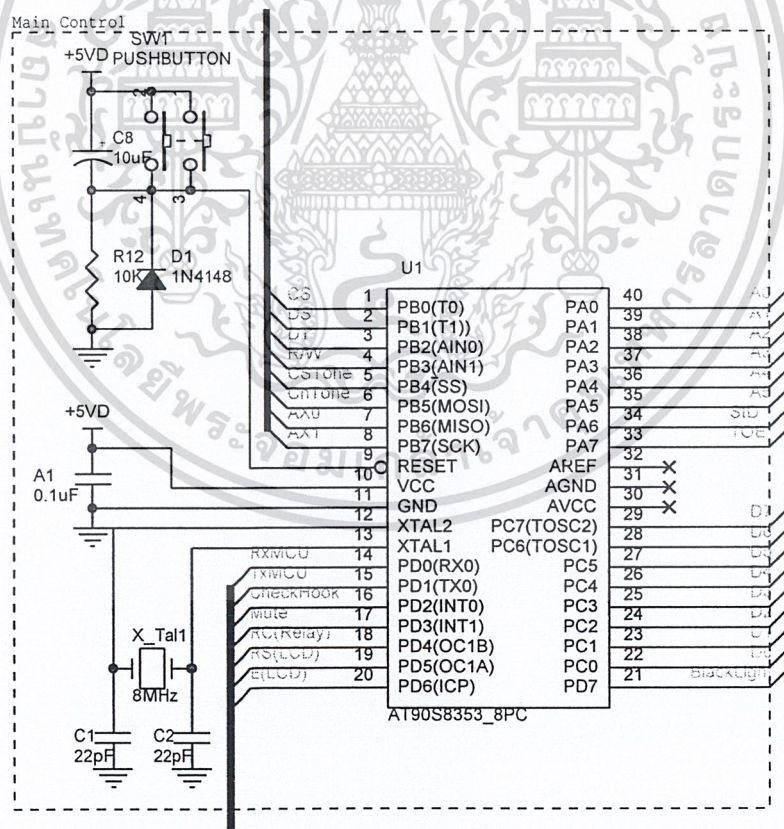 Main Control
SW1
+5VD PUSHBUTTON
2
1
C8
10uF
4
3
R12
10K
D1
1N4148
+5VD
A1
0.1uF
X_Tal1
8MHz
C1
22pF
C2
22pF
U1
CS 1 PB0(T0)
DS 2 PB1(T1))
3 PB2(AIN0)
R/W 4 PB3(AIN1)
CSTone 5 PB4(SS)
6 PB5(MOSI)
AX0 7 PB6(MISO)
AX1 8 PB7(SCK)
9 RESET
10 VCC
11 GND
12 XTAL2
13 XTAL1
RxMCU 14 PD0(RX0)
TxMCU 15 PD1(TX0)
CheckHook 16 PD2(INT0)
Mute 17 PD3(INT1)
RC(Relay) 18 PD4(OC1B)
RS(LCD) 19 PD5(OC1A)
E(LCD) 20 PD6(ICP)
PA0 40
PA1 39
PA2 38
PA3 37
PA4 36
PA5 35
PA6 34
PA7 33
AREF 32
AGND 31
AVCC 30
PC7(TOSC2) 29
PC6(TOSC1) 28
PC5 27
PC4 26
PC3 25
PC2 24
PC1 23
PC0 22
PD7 21
AT90S8353_8PC